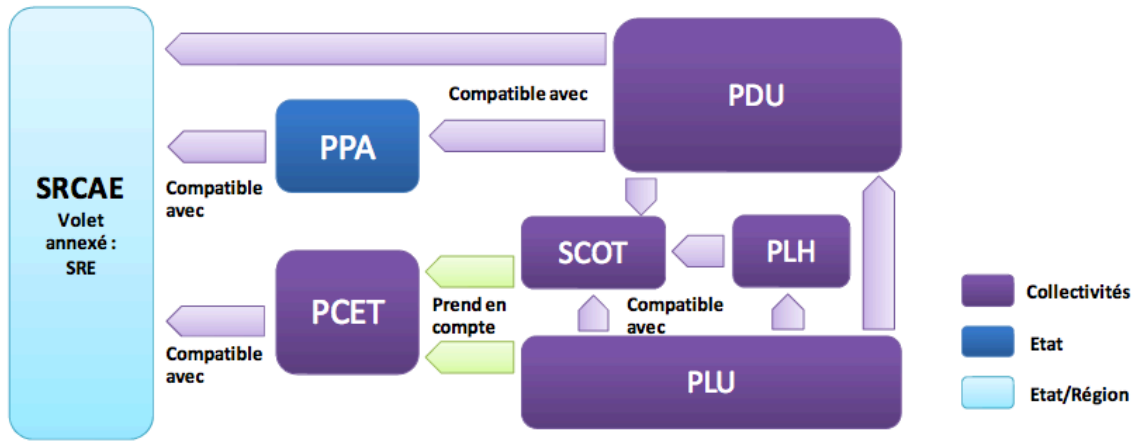 SRCAE
Volet
annexé :
SRE
PDU
Compatible avec
PPA
Compatible
avec
SCOT
PLH
PCET
Prend en
compte
Compatible
avec
Compatible
avec
PLU
Collectivités
Etat
Etat/Région